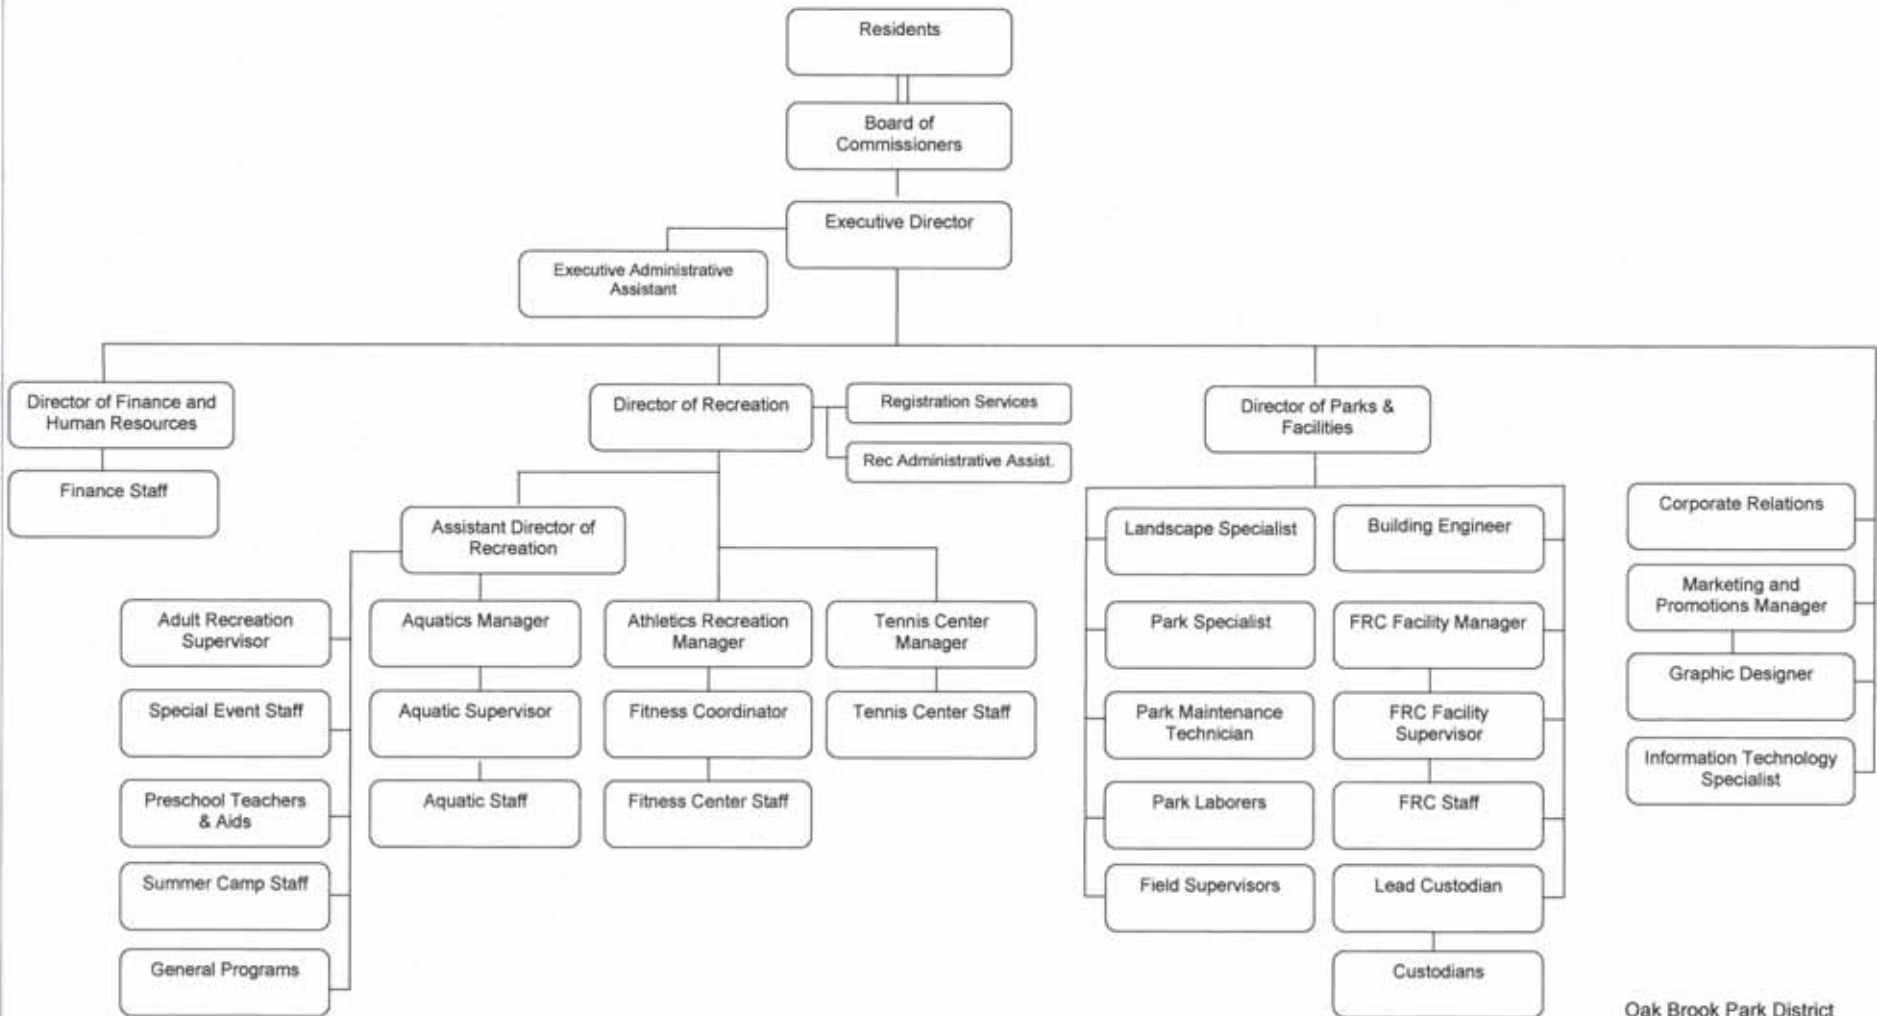 Residents
Board of
Commissioners
Executive Director
Executive Administrative
Assistant
Director of Finance and
Human Resources
Finance Staff
Director of Recreation
Registration Services
Rec Administrative Assist.
Assistant Director of
Recreation
Adult Recreation
Supervisor
Special Event Staff
Preschool Teachers
& Aids
Summer Camp Staff
General Programs
Aquatics Manager
Aquatic Supervisor
Aquatic Staff
Athletics Recreation
Manager
Fitness Coordinator
Fitness Center Staff
Tennis Center
Manager
Tennis Center Staff
Director of Parks &
Facilities
Landscape Specialist
Park Specialist
Park Maintenance
Technician
Park Laborers
Field Supervisors
Building Engineer
FRC Facility Manager
FRC Facility
Supervisor
FRC Staff
Lead Custodian
Custodians
Corporate Relations
Marketing and
Promotions Manager
Graphic Designer
Information Technology
Specialist
Oak Brook Park District